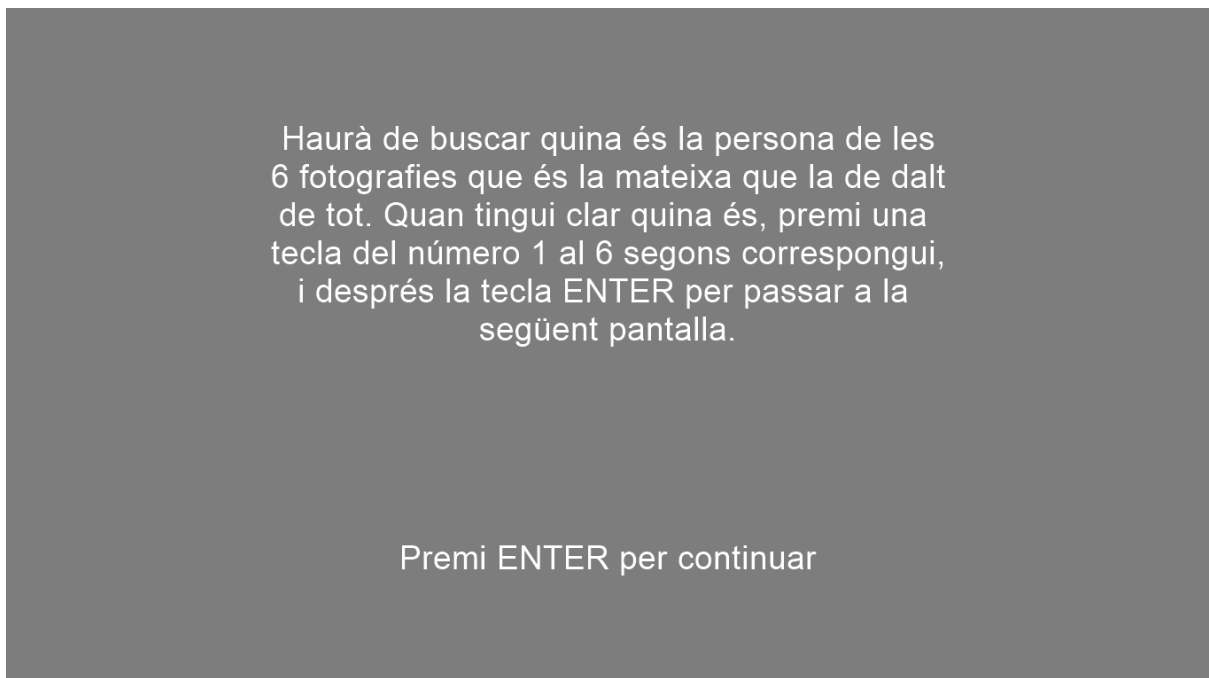 Haurà de buscar quina és la persona de les
6 fotografies que és la mateixa que la de dalt
de tot. Quan tingui clar quina és, premi una
tecla del número 1 al 6 segons correspongui,
i després la tecla ENTER per passar a la
següent pantalla.
Premi ENTER per continuar